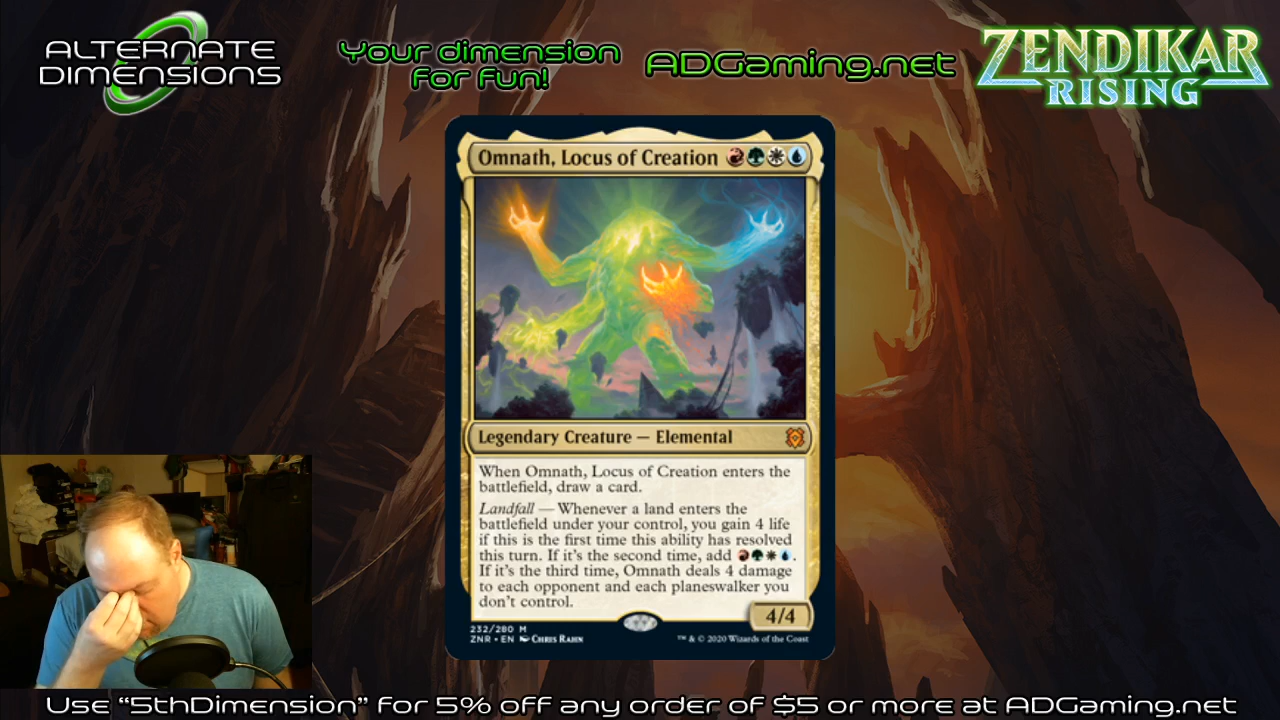 ALTERNATE
DIMENSIONS
Your dimension
for fun!
ADGaming.net
ZENDIKAR
RISING
Omnath, Locus of Creation
Legendary Creature — Elemental
When Omnath, Locus of Creation enters the
battlefield, draw a card.
Landfall — Whenever a land enters the
battlefield under your control, you gain 4 life
if this is the first time this ability has resolved
this turn. If it's the second time, add .
If it's the third time, Omnath deals 4 damage
to each opponent and each planeswalker you
don't control.
4/4
232/280 M
ZNR • EN Chris Rahn
™ & © 2020 Wizards of the Coast
Use “5thDimension” for 5% off any order of $5 or more at ADGaming.net